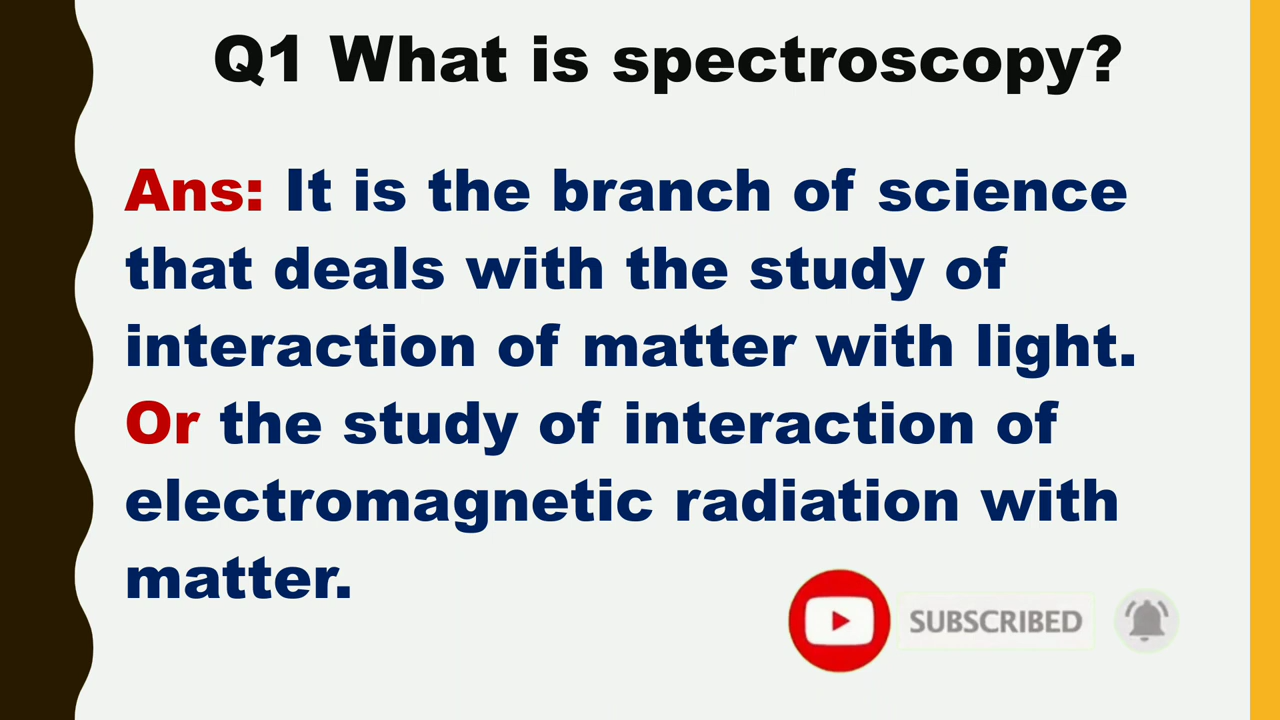 Q1 What is spectroscopy?
Ans: It is the branch of science
that deals with the study of
interaction of matter with light.
Or the study of interaction of
electromagnetic radiation with
matter.
SUBSCRIBED